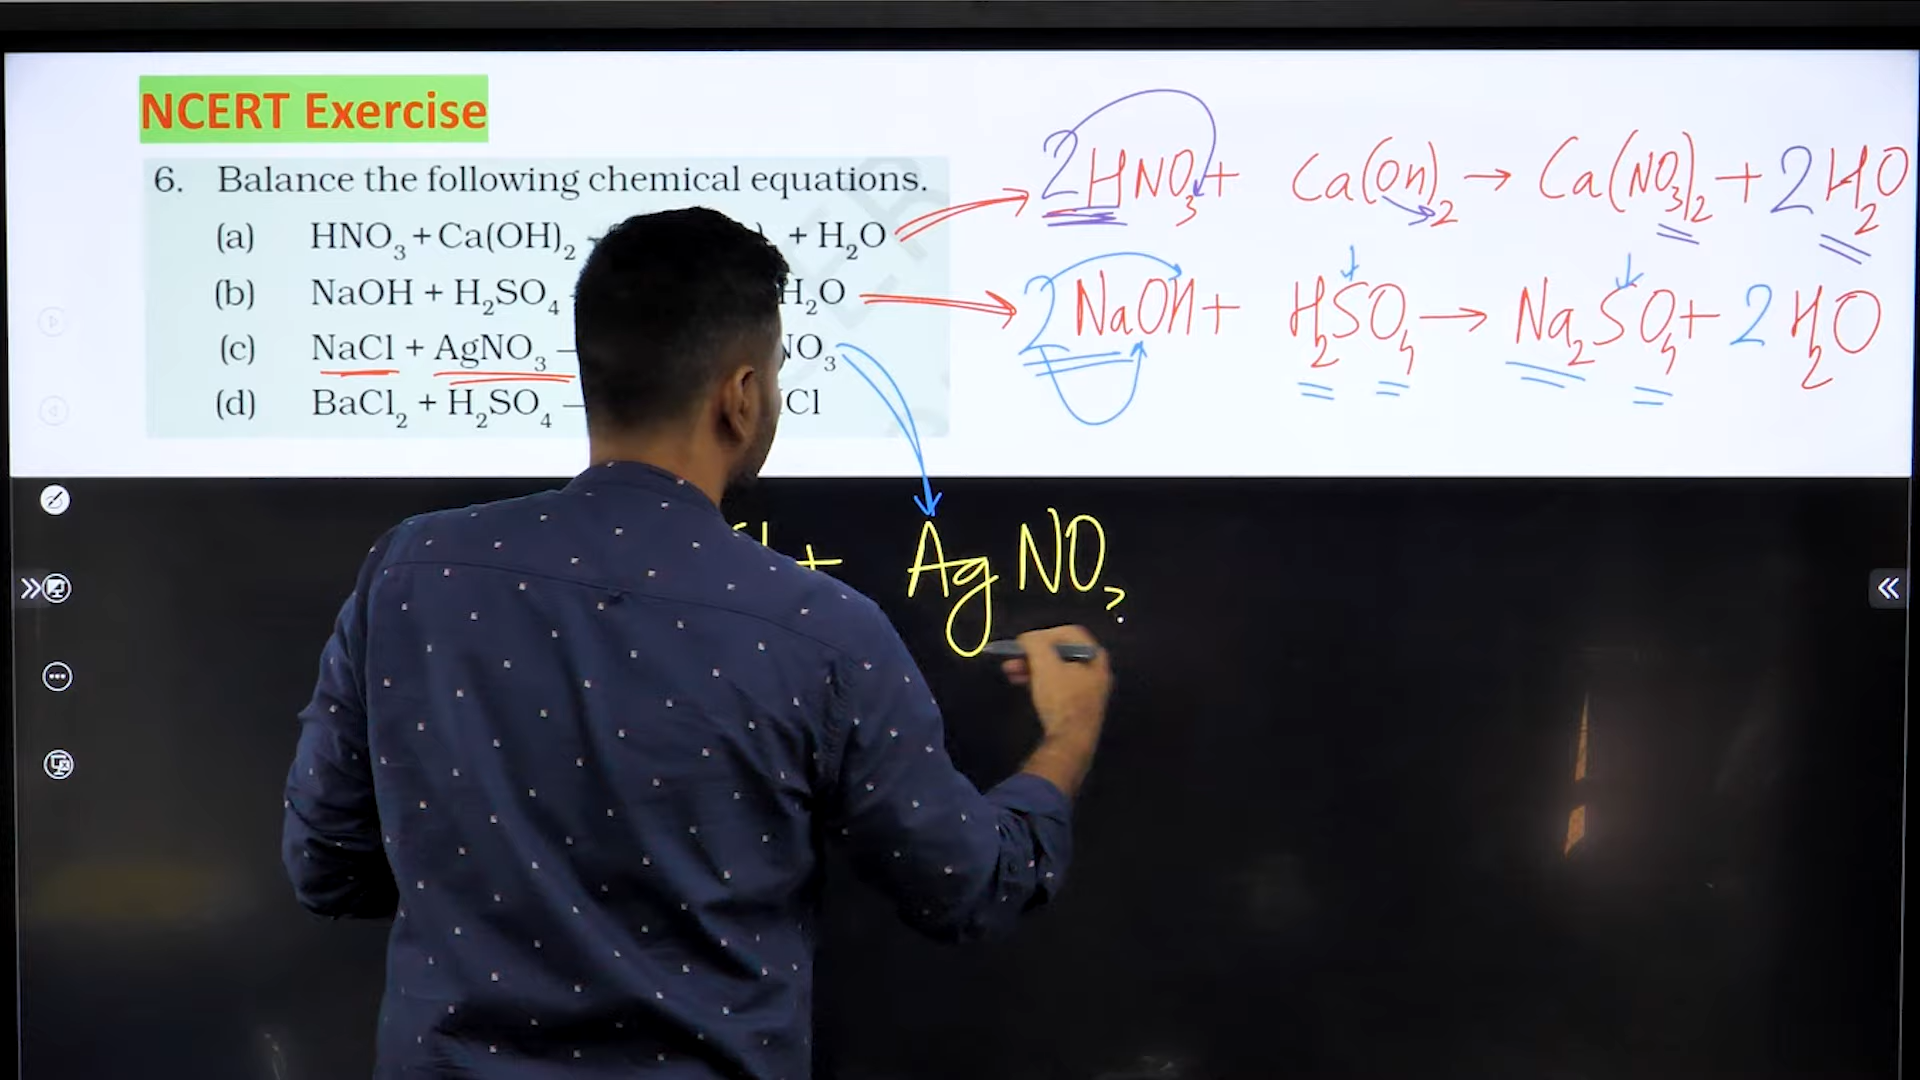 NCERT Exercise
6. Balance the following chemical equations.
(a) HNO₃ + Ca(OH)₂ + H₂O
(b) NaOH + H₂SO₄ H₂O
(c) NaCl + AgNO₃ – NO₃
(d) BaCl₂ + H₂SO₄ – Cl
2HNO₃ + Ca(OH)₂ → Ca(NO₃)₂ + 2H₂O
2NaOH + H₂SO₄ → Na₂SO₄ + 2H₂O
+ AgNO₃